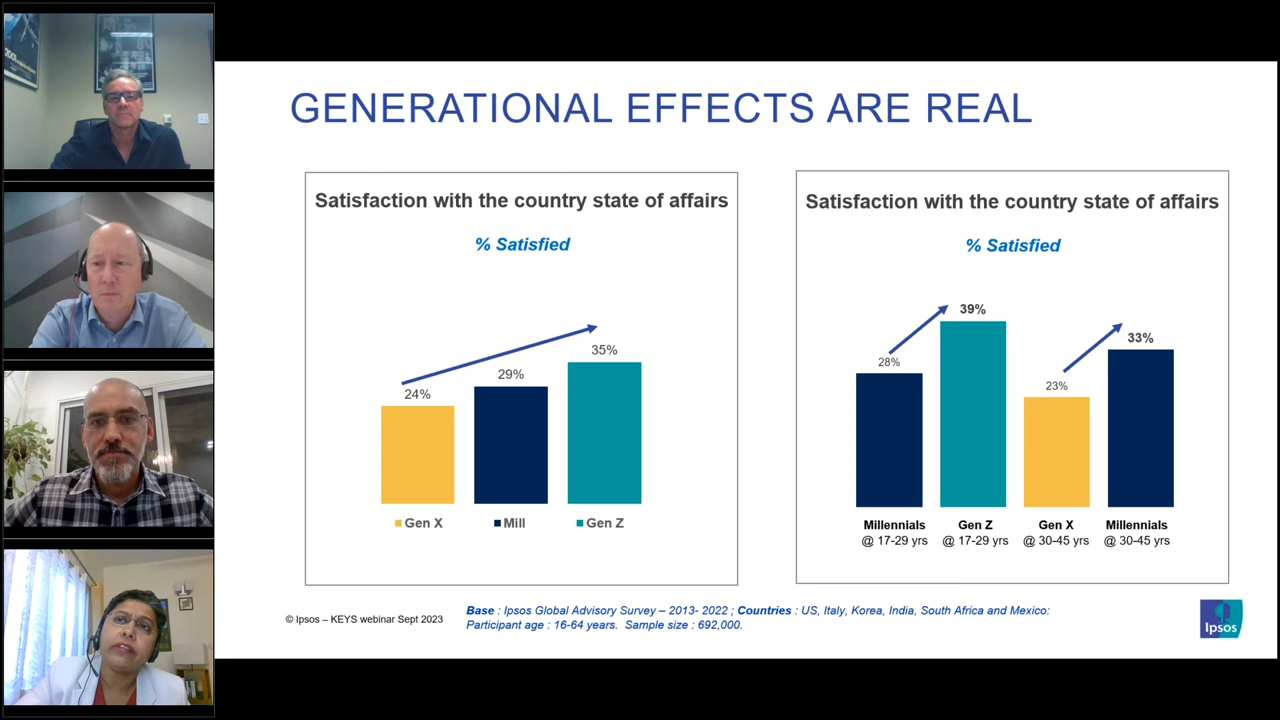 GENERATIONAL EFFECTS ARE REAL
Satisfaction with the country state of affairs
% Satisfied
24%
29%
35%
Gen X
Mill
Gen Z
Satisfaction with the country state of affairs
% Satisfied
28%
39%
23%
33%
Millennials
@ 17-29 yrs
Gen Z
@ 17-29 yrs
Gen X
@ 30-45 yrs
Millennials
@ 30-45 yrs
© Ipsos – KEYS webinar Sept 2023
Base : Ipsos Global Advisory Survey – 2013- 2022 ; Countries : US, Italy, Korea, India, South Africa and Mexico:
Participant age : 16-64 years. Sample size : 692,000.
Ipsos